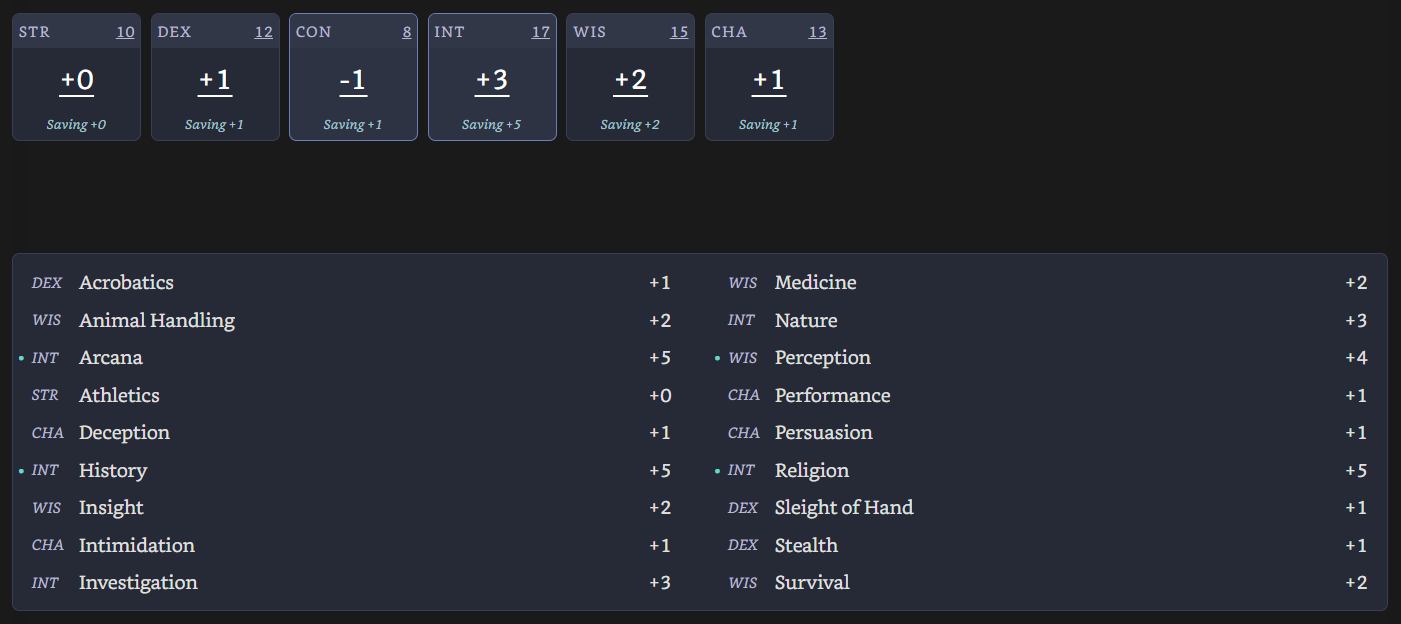 STR 10 DEX 12 CON 8 INT 17 WIS 15 CHA 13
+0 +1 -1 +3 +2 +1
Saving +0 Saving +1 Saving +1 Saving +5 Saving +2 Saving +1
DEX Acrobatics +1
WIS Animal Handling +2
INT Arcana +5
STR Athletics +0
CHA Deception +1
INT History +5
WIS Insight +2
CHA Intimidation +1
INT Investigation +3
WIS Medicine +2
INT Nature +3
WIS Perception +4
CHA Performance +1
CHA Persuasion +1
INT Religion +5
DEX Sleight of Hand +1
DEX Stealth +1
WIS Survival +2